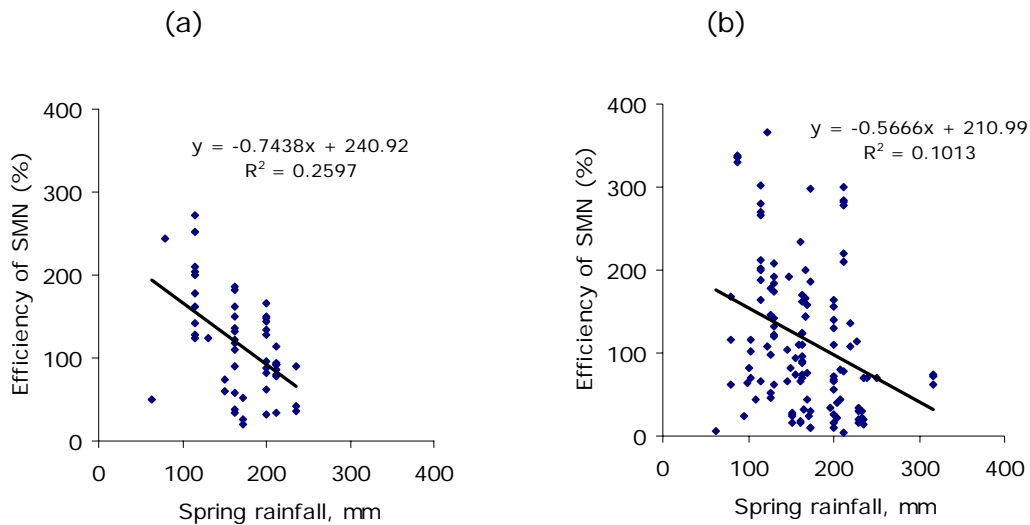 (a)
(b)
Efficiency of SMN (%)
400
300
200
100
0
y = -0.7438x + 240.92
R² = 0.2597
0
100
200
300
400
Spring rainfall, mm
Efficiency of SMN (%)
400
300
200
100
0
y = -0.5666x + 210.99
R² = 0.1013
0
100
200
300
400
Spring rainfall, mm